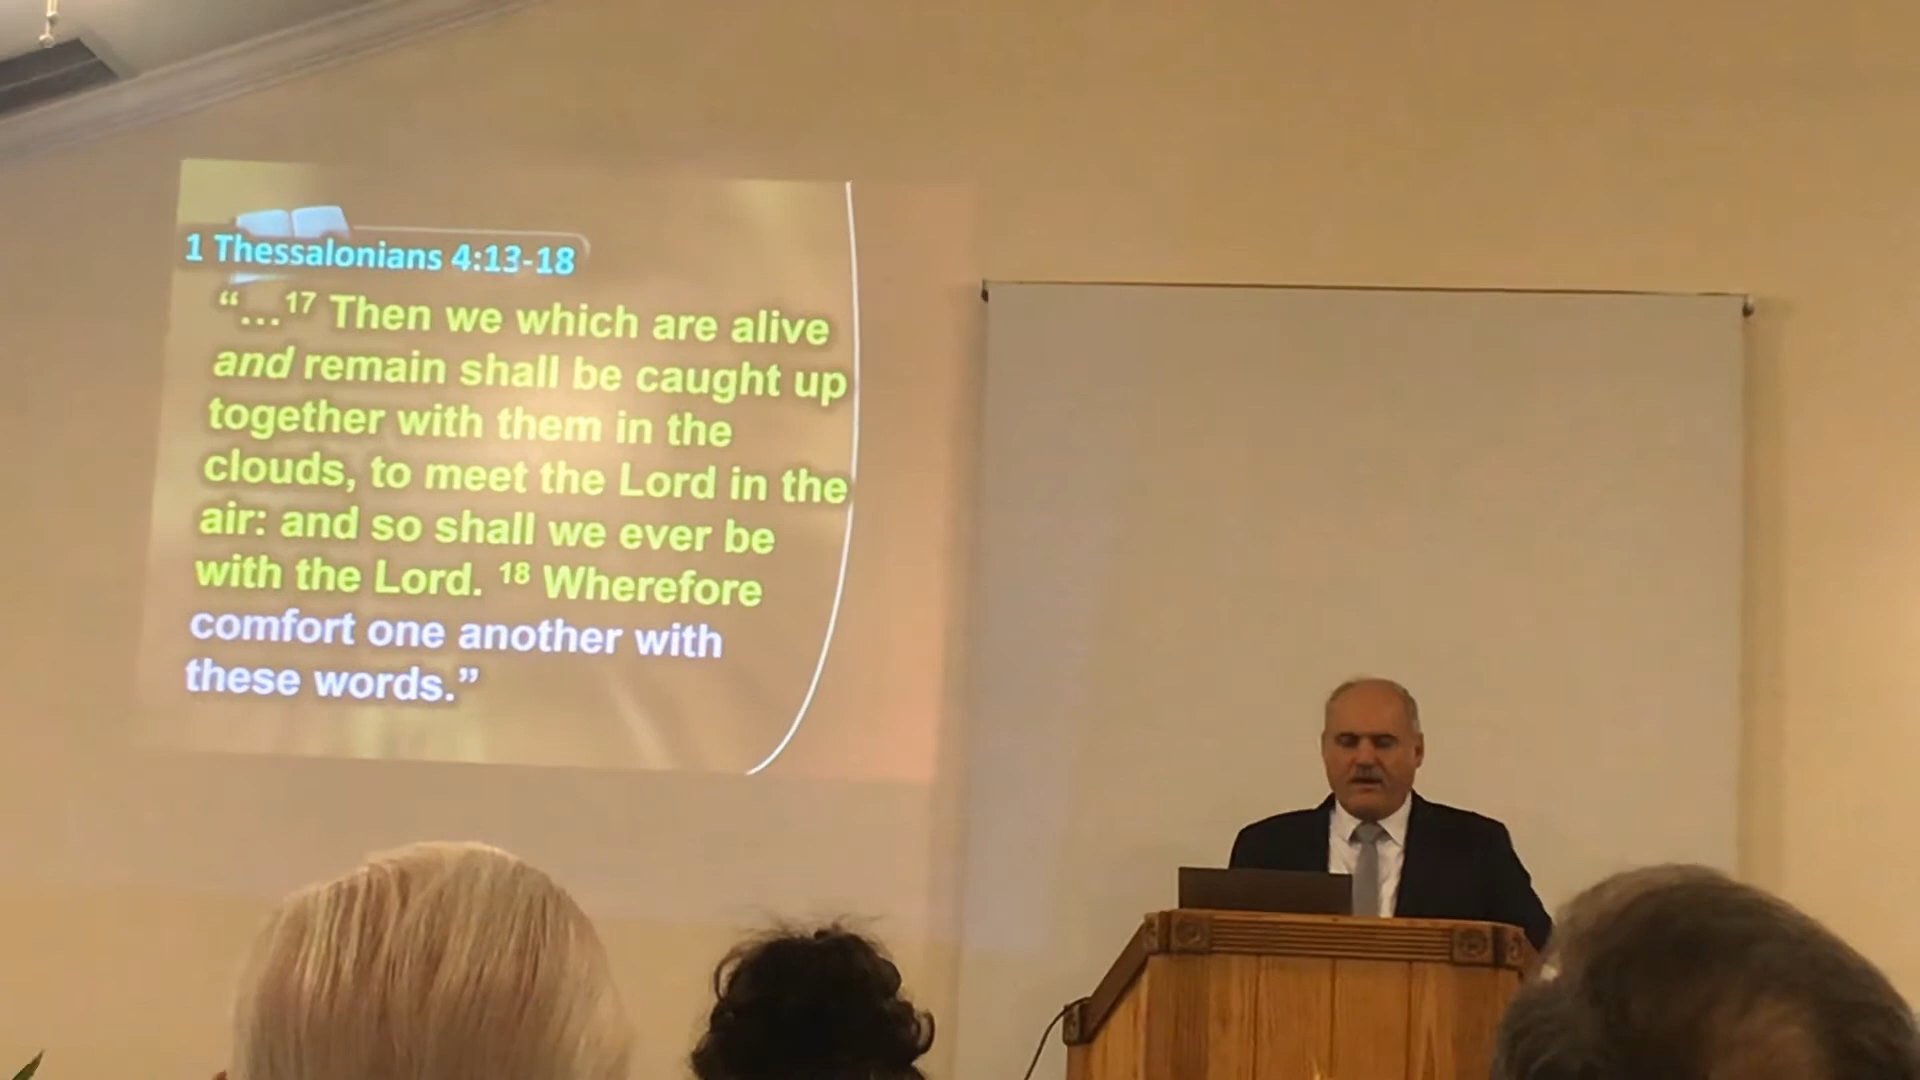 1 Thessalonians 4:13-18
“...17 Then we which are alive
and remain shall be caught up
together with them in the
clouds, to meet the Lord in the
air: and so shall we ever be
with the Lord. 18 Wherefore
comfort one another with
these words.”